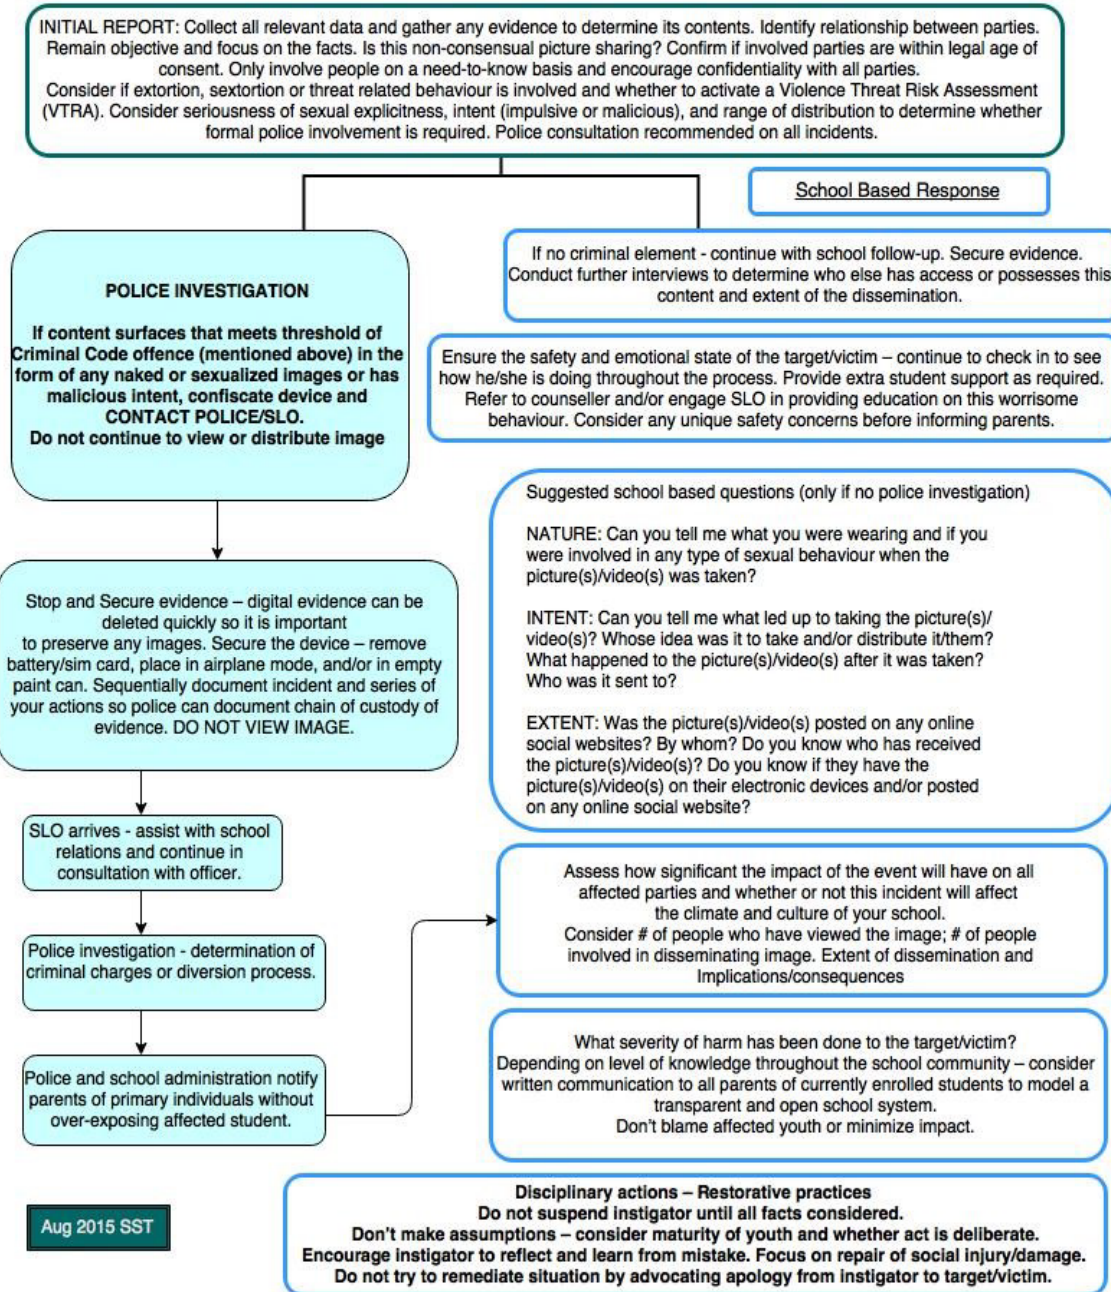 INITIAL REPORT: Collect all relevant data and gather any evidence to determine its contents. Identify relationship between parties.
Remain objective and focus on the facts. Is this non-consensual picture sharing? Confirm if involved parties are within legal age of
consent. Only involve people on a need-to-know basis and encourage confidentiality with all parties.
Consider if extortion, sextortion or threat related behaviour is involved and whether to activate a Violence Threat Risk Assessment
(VTRA). Consider seriousness of sexual explicitness, intent (impulsive or malicious), and range of distribution to determine whether
formal police involvement is required. Police consultation recommended on all incidents.
School Based Response
POLICE INVESTIGATION
If content surfaces that meets threshold of
Criminal Code offence (mentioned above) in the
form of any naked or sexualized images or has
malicious intent, confiscate device and
CONTACT POLICE/SLO.
Do not continue to view or distribute image
If no criminal element - continue with school follow-up. Secure evidence.
Conduct further interviews to determine who else has access or possesses this
content and extent of the dissemination.
Ensure the safety and emotional state of the target/victim – continue to check in to see
how he/she is doing throughout the process. Provide extra student support as required.
Refer to counseller and/or engage SLO in providing education on this worrisome
behaviour. Consider any unique safety concerns before informing parents.
Suggested school based questions (only if no police investigation)
NATURE: Can you tell me what you were wearing and if you
were involved in any type of sexual behaviour when the
picture(s)/video(s) was taken?
INTENT: Can you tell me what led up to taking the picture(s)/
video(s)? Whose idea was it to take and/or distribute it/them?
What happened to the picture(s)/video(s) after it was taken?
Who was it sent to?
EXTENT: Was the picture(s)/video(s) posted on any online
social websites? By whom? Do you know who has received
the picture(s)/video(s)? Do you know if they have the
picture(s)/video(s) on their electronic devices and/or posted
on any online social website?
Stop and Secure evidence – digital evidence can be
deleted quickly so it is important
to preserve any images. Secure the device – remove
battery/sim card, place in airplane mode, and/or in empty
paint can. Sequentially document incident and series of
your actions so police can document chain of custody of
evidence. DO NOT VIEW IMAGE.
SLO arrives - assist with school
relations and continue in
consultation with officer.
Police investigation - determination of
criminal charges or diversion process.
Police and school administration notify
parents of primary individuals without
over-exposing affected student.
Assess how significant the impact of the event will have on all
affected parties and whether or not this incident will affect
the climate and culture of your school.
Consider # of people who have viewed the image; # of people
involved in disseminating image. Extent of dissemination and
Implications/consequences
What severity of harm has been done to the target/victim?
Depending on level of knowledge throughout the school community – consider
written communication to all parents of currently enrolled students to model a
transparent and open school system.
Don't blame affected youth or minimize impact.
Disciplinary actions – Restorative practices
Do not suspend instigator until all facts considered.
Don't make assumptions – consider maturity of youth and whether act is deliberate.
Encourage instigator to reflect and learn from mistake. Focus on repair of social injury/damage.
Do not try to remediate situation by advocating apology from instigator to target/victim.
Aug 2015 SST